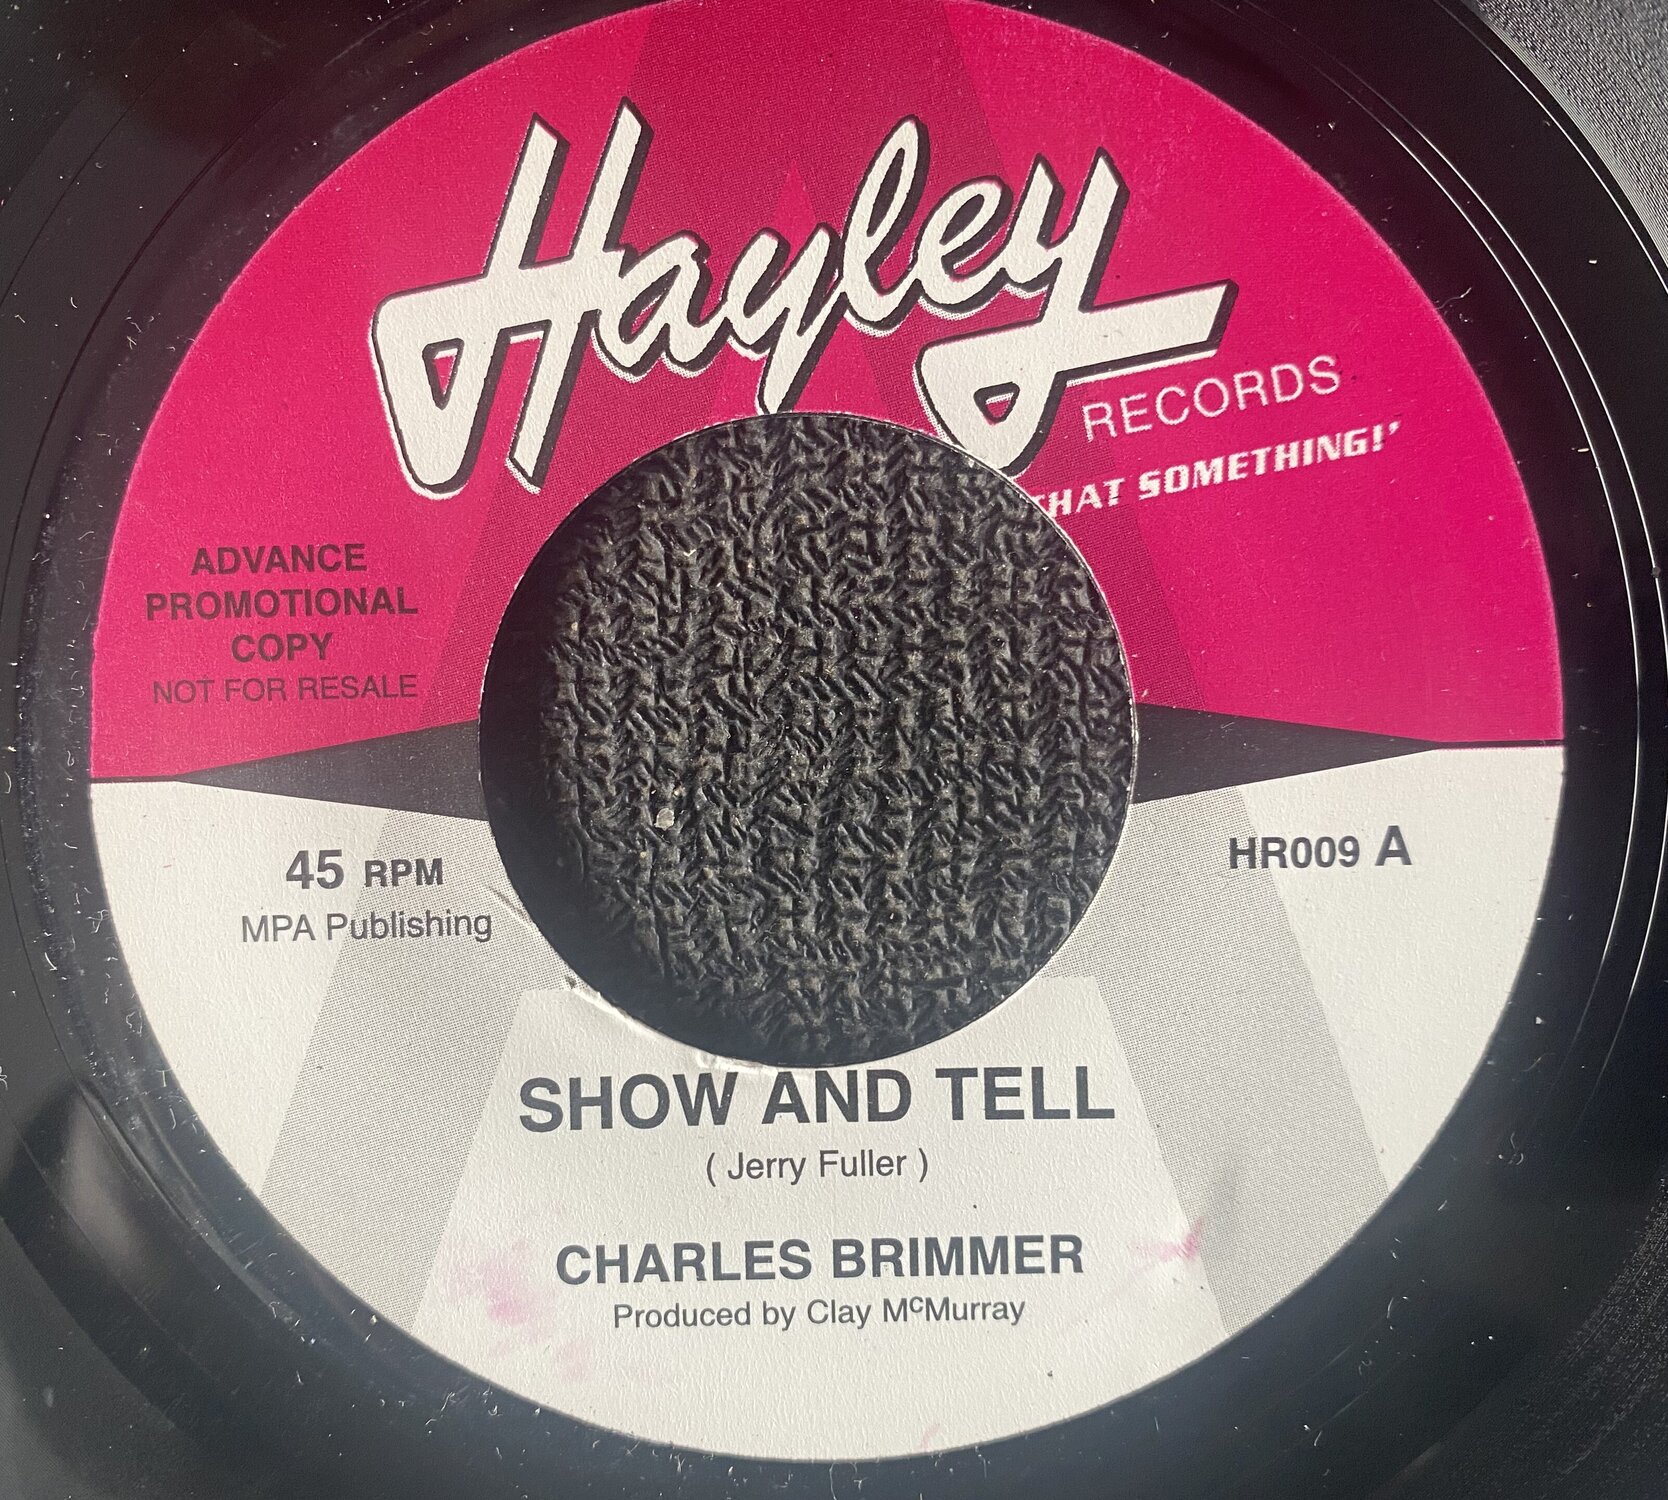 Hayley
RECORDS
THAT SOMETHING!'
ADVANCE
PROMOTIONAL
COPY
NOT FOR RESALE
45 RPM
MPA Publishing
HR009 A
SHOW AND TELL
( Jerry Fuller )
CHARLES BRIMMER
Produced by Clay McMurray